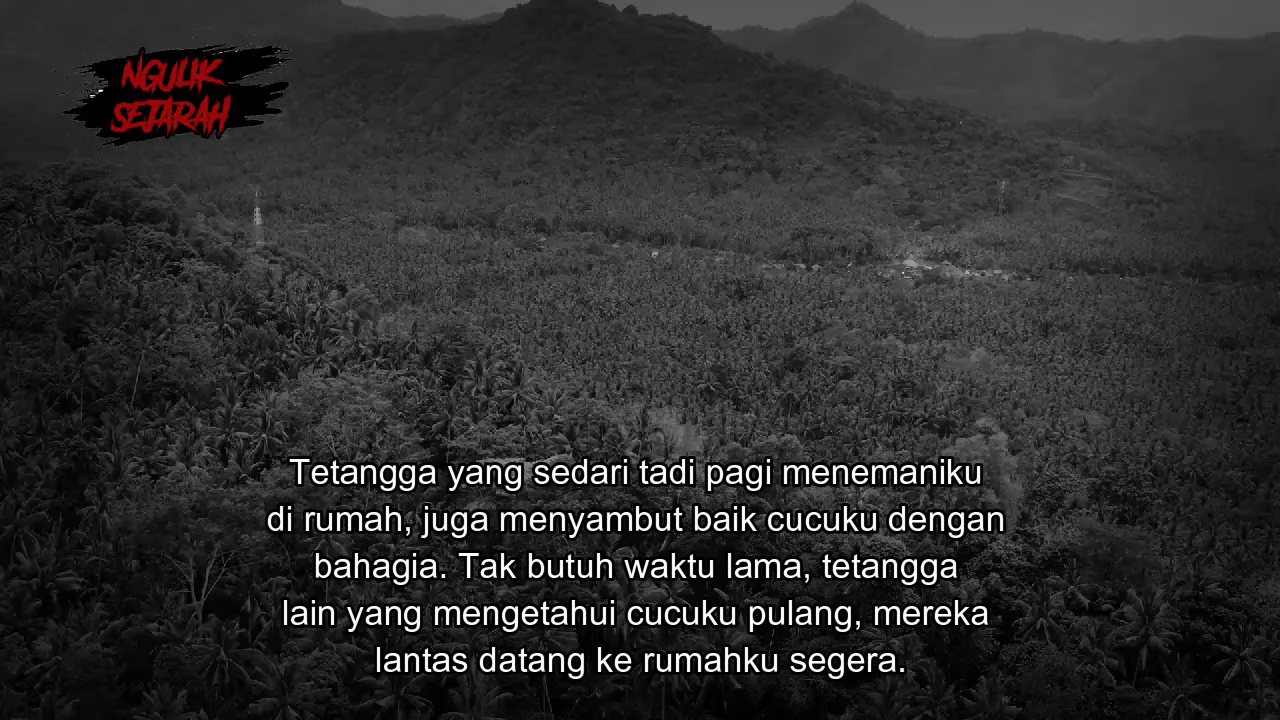 NGULIK
SEJARAH
Tetangga yang sedari tadi pagi menemaniku
di rumah, juga menyambut baik cucuku dengan
bahagia. Tak butuh waktu lama, tetangga
lain yang mengetahui cucuku pulang, mereka
lantas datang ke rumahku segera.